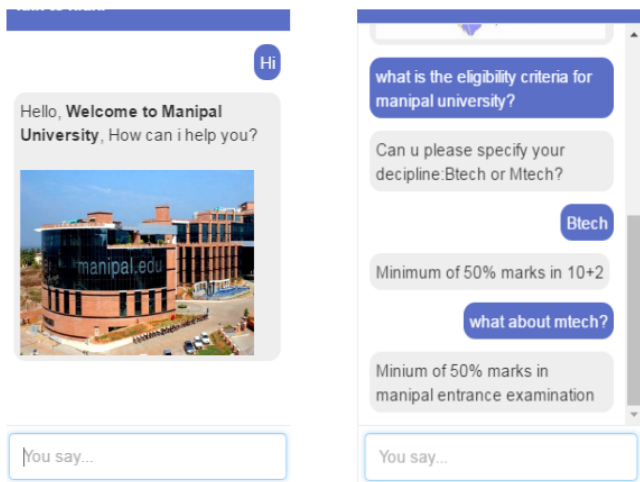 Hi
Hello, Welcome to Manipal
University, How can i help you?
manipal.edu
You say...
what is the eligibility criteria for
manipal university?
Can u please specify your
decipline:Btech or Mtech?
Btech
Minimum of 50% marks in 10+2
what about mtech?
Minium of 50% marks in
manipal entrance examination
You say...